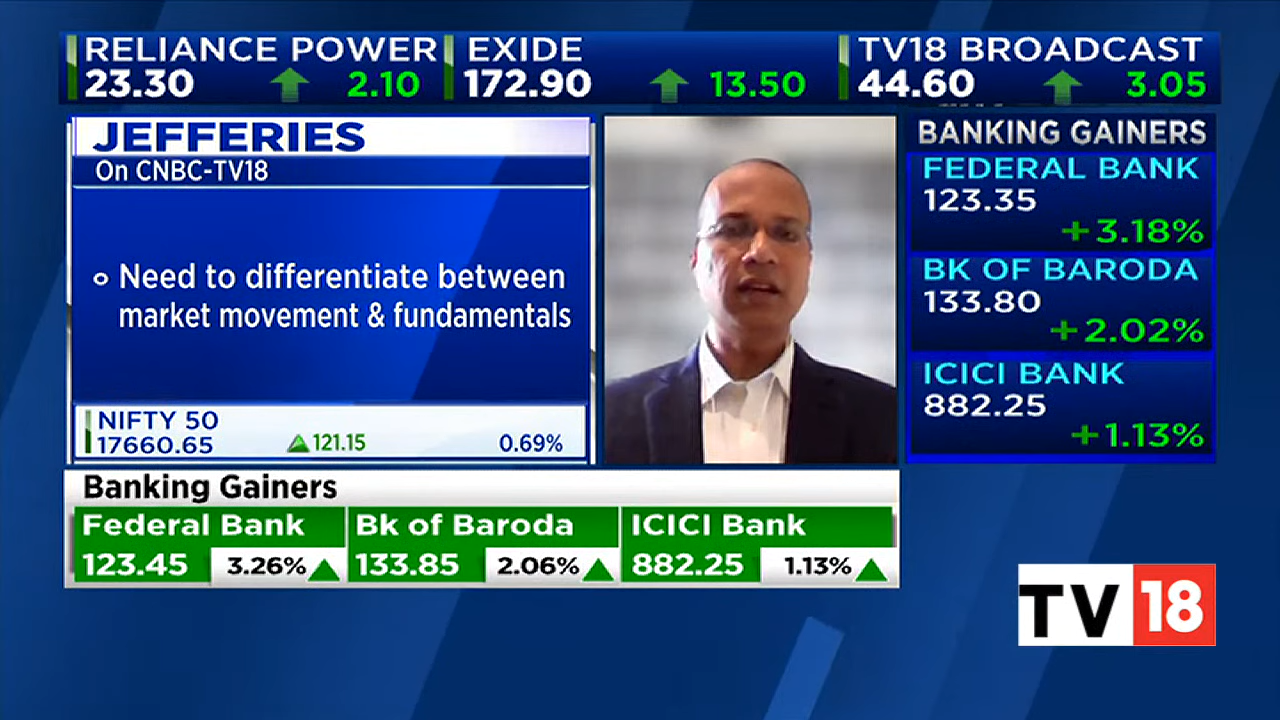 RELIANCE POWER
23.30 2.10
EXIDE
172.90 13.50
TV18 BROADCAST
44.60 3.05
JEFFERIES
On CNBC-TV18
Need to differentiate between
market movement & fundamentals
NIFTY 50
17660.65 121.15 0.69%
BANKING GAINERS
FEDERAL BANK
123.35
+3.18%
BK OF BARODA
133.80
+2.02%
ICICI BANK
882.25
+1.13%
Banking Gainers
Federal Bank
123.45 3.26%
Bk of Baroda
133.85 2.06%
ICICI Bank
882.25 1.13%
TV18